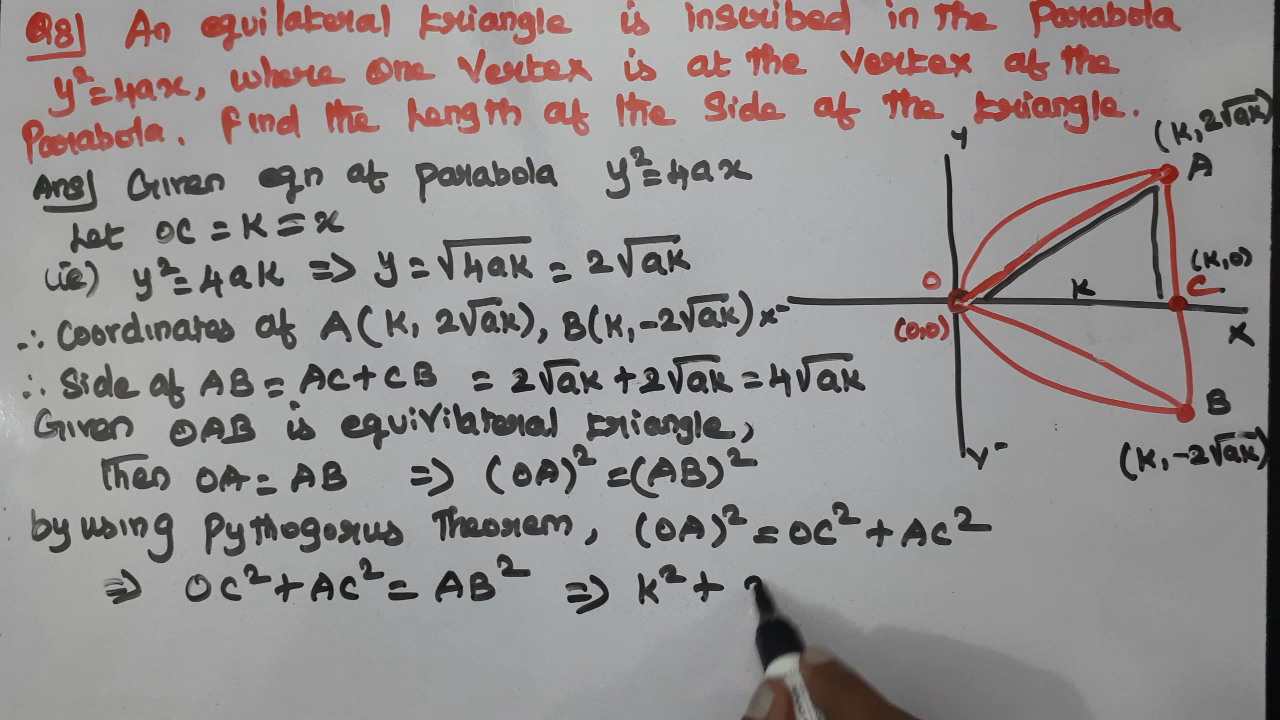 Q8) An equilateral triangle is inscribed in the Parabola
y²=4ax, where one vertex is at the vertex of the
Parabola. Find the Length of the Side of the triangle.
Ans) Given eqn of parabola y²=4ax
Let OC = K = x
(ie) y²=4ak => y = √4ak = 2√ak
∴ Coordinates of A(K, 2√ak), B(K,-2√ak)
∴ Side of AB = AC+CB = 2√ak + 2√ak = 4√ak
Given OAB is equivilateral triangle,
Then OA = AB => (OA)² = (AB)²
by using Pythogorus Theorem, (OA)² = OC² + AC²
=> OC² + AC² = AB² => K² +
y
(K, 2√ak)
A
(K,0)
O
K
C
(0,0)
x-
X
B
y-
(K,-2√ak)